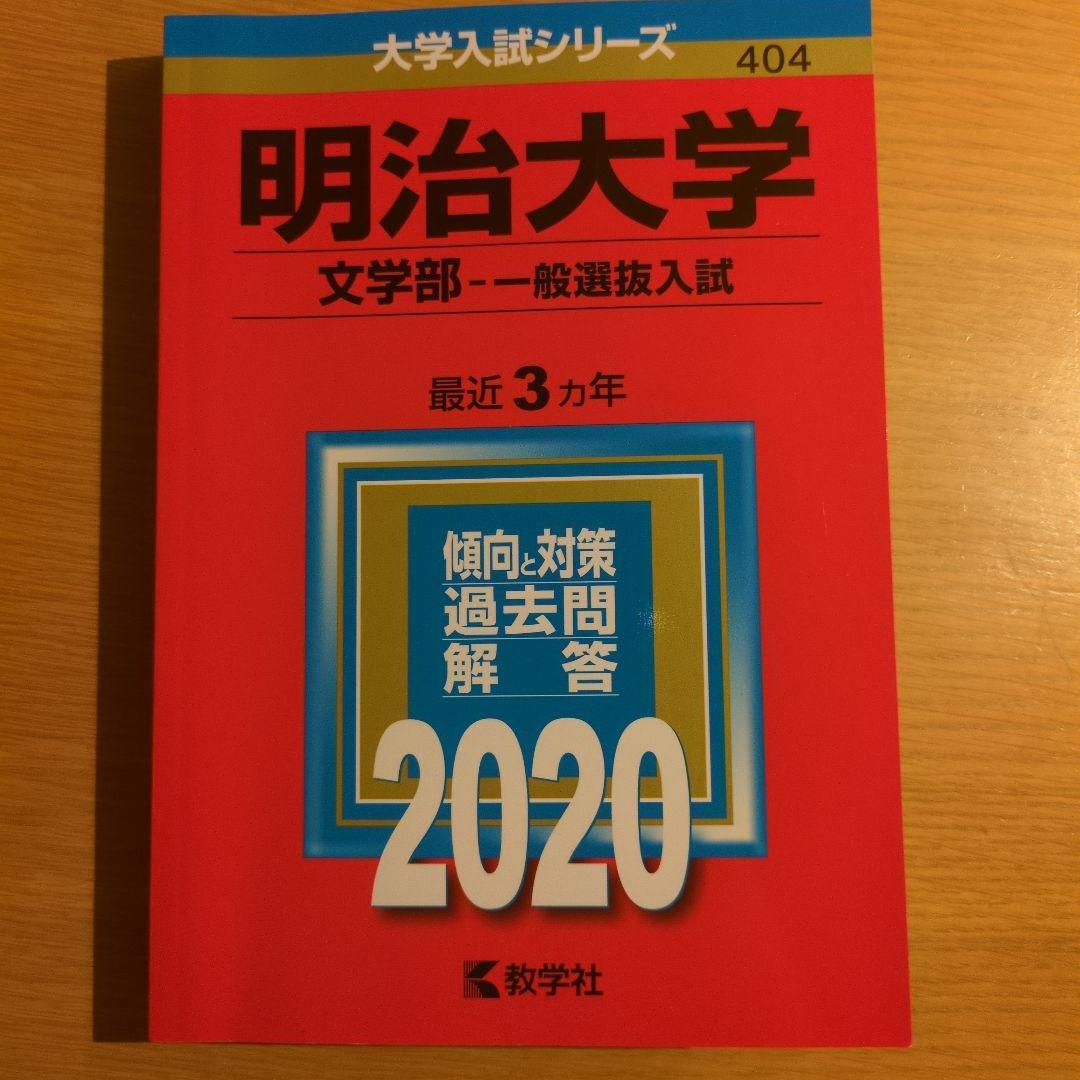 大学入試シリーズ
404
明治大学
文学部-一般選抜入試
最近3カ年
傾向と対策
過去問
解答
2020
教学社